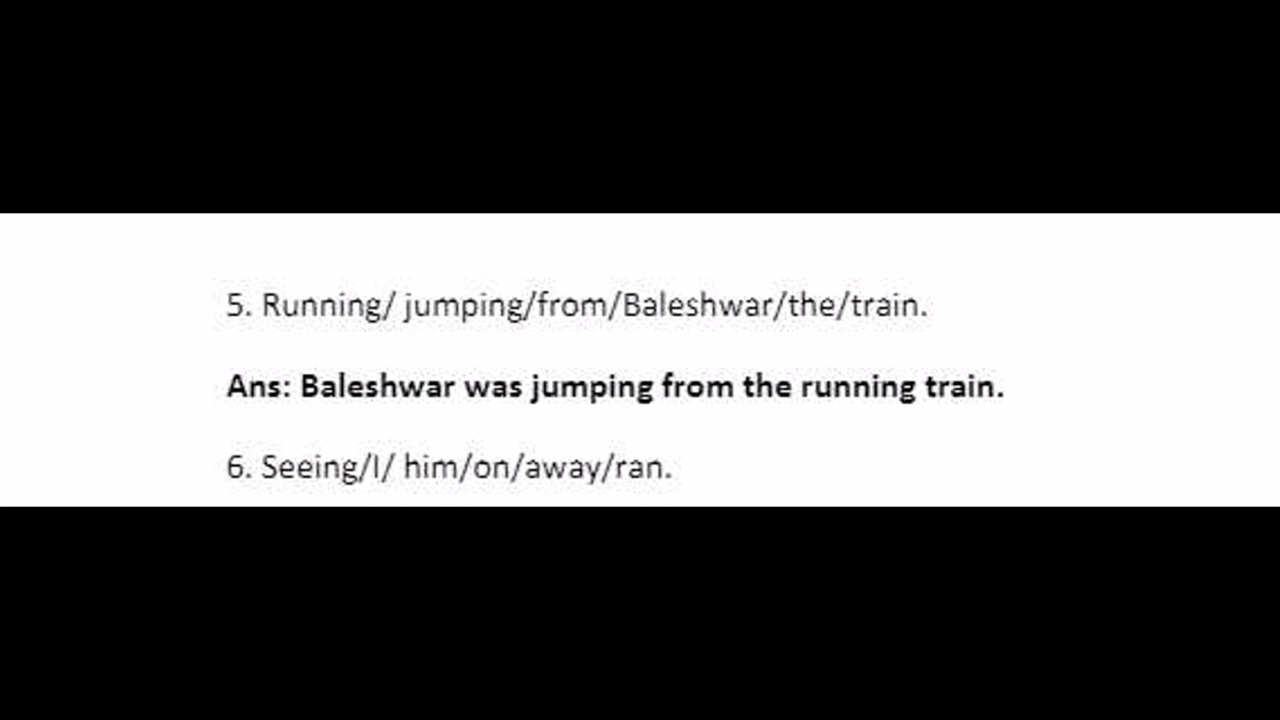 5. Running/ jumping/from/Baleshwar/the/train.
Ans: Baleshwar was jumping from the running train.
6. Seeing/I/ him/on/away/ran.